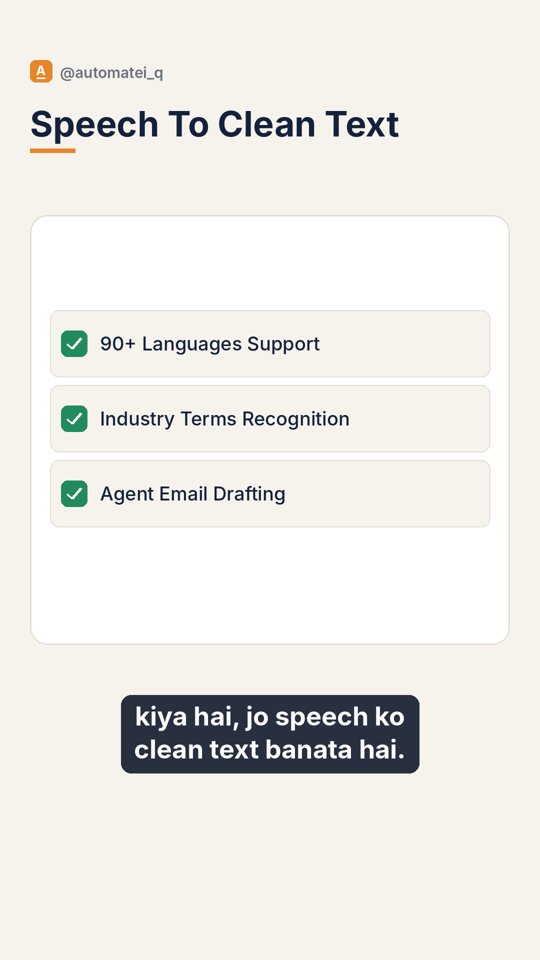 A
@automatei_q
Speech To Clean Text
90+ Languages Support
Industry Terms Recognition
Agent Email Drafting
kiya hai, jo speech ko
clean text banata hai.